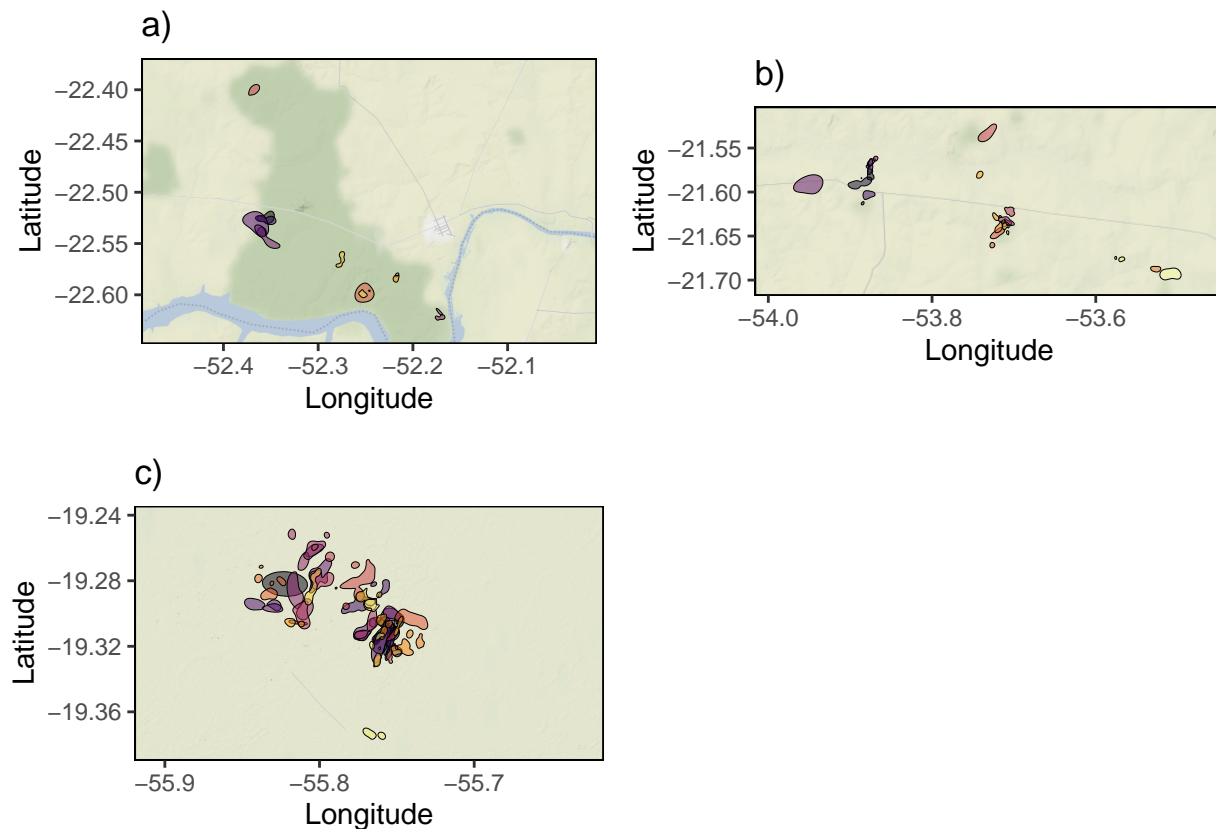 a)
Latitude
−22.40
−22.45
−22.50
−22.55
−22.60
−52.4 −52.3 −52.2 −52.1
Longitude
b)
Latitude
−21.55
−21.60
−21.65
−21.70
−54.0 −53.8 −53.6
Longitude
c)
Latitude
−19.24
−19.28
−19.32
−19.36
−55.9 −55.8 −55.7
Longitude